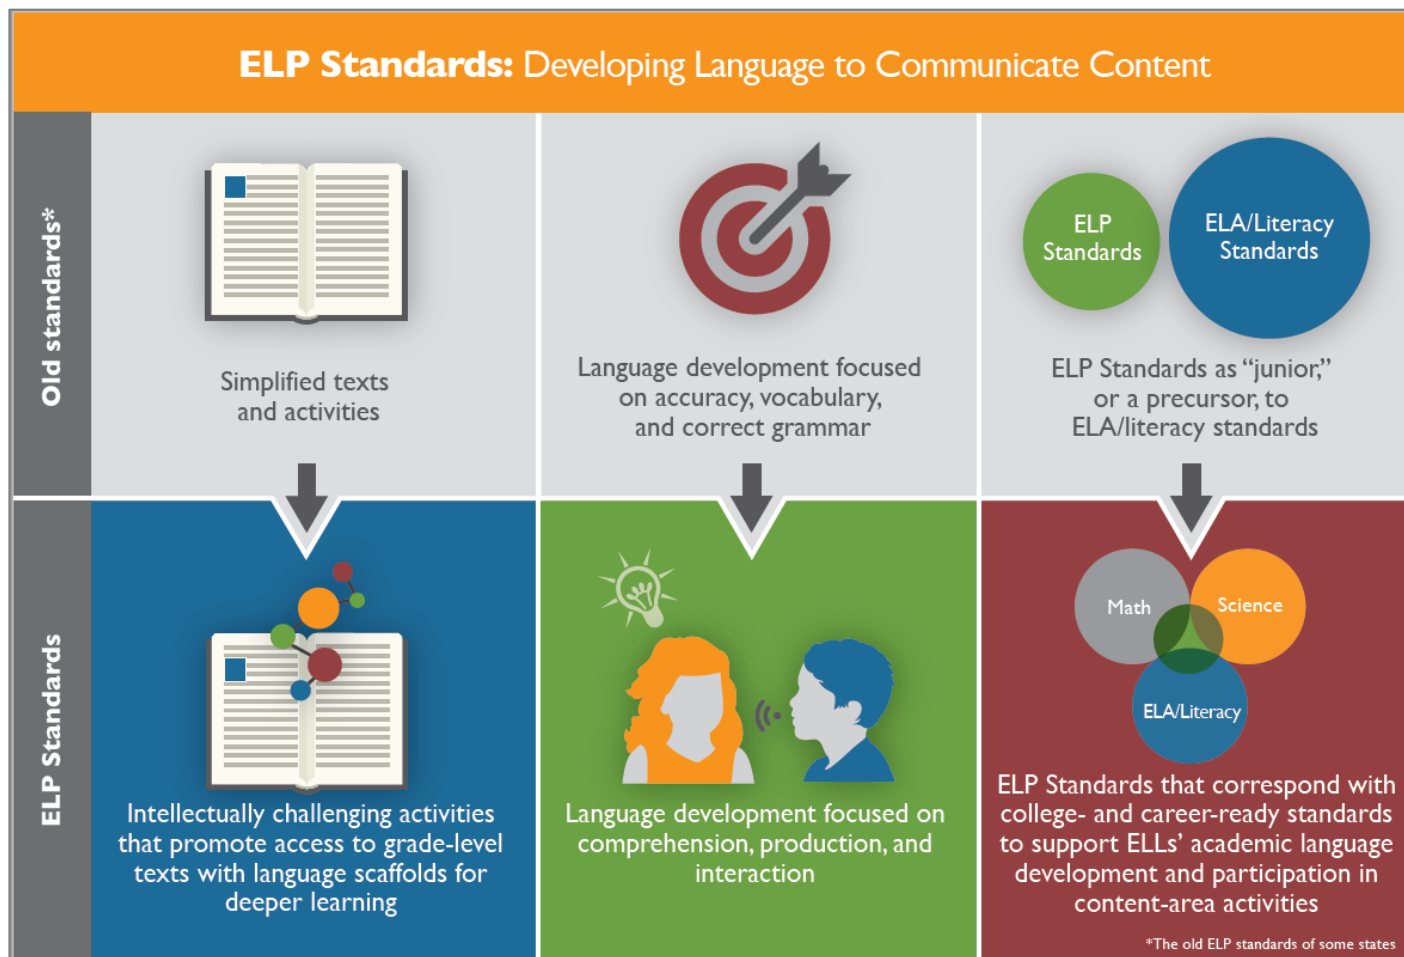 ELP Standards: Developing Language to Communicate Content
Old standards*
Simplified texts
and activities
Language development focused
on accuracy, vocabulary,
and correct grammar
ELP
Standards
ELA/Literacy
Standards
ELP Standards as “junior,”
or a precursor, to
ELA/literacy standards
ELP Standards
Intellectually challenging activities
that promote access to grade-level
texts with language scaffolds for
deeper learning
Language development focused on
comprehension, production, and
interaction
Math
Science
ELA/Literacy
ELP Standards that correspond with
college- and career-ready standards
to support ELLs’ academic language
development and participation in
content-area activities
*The old ELP standards of some states